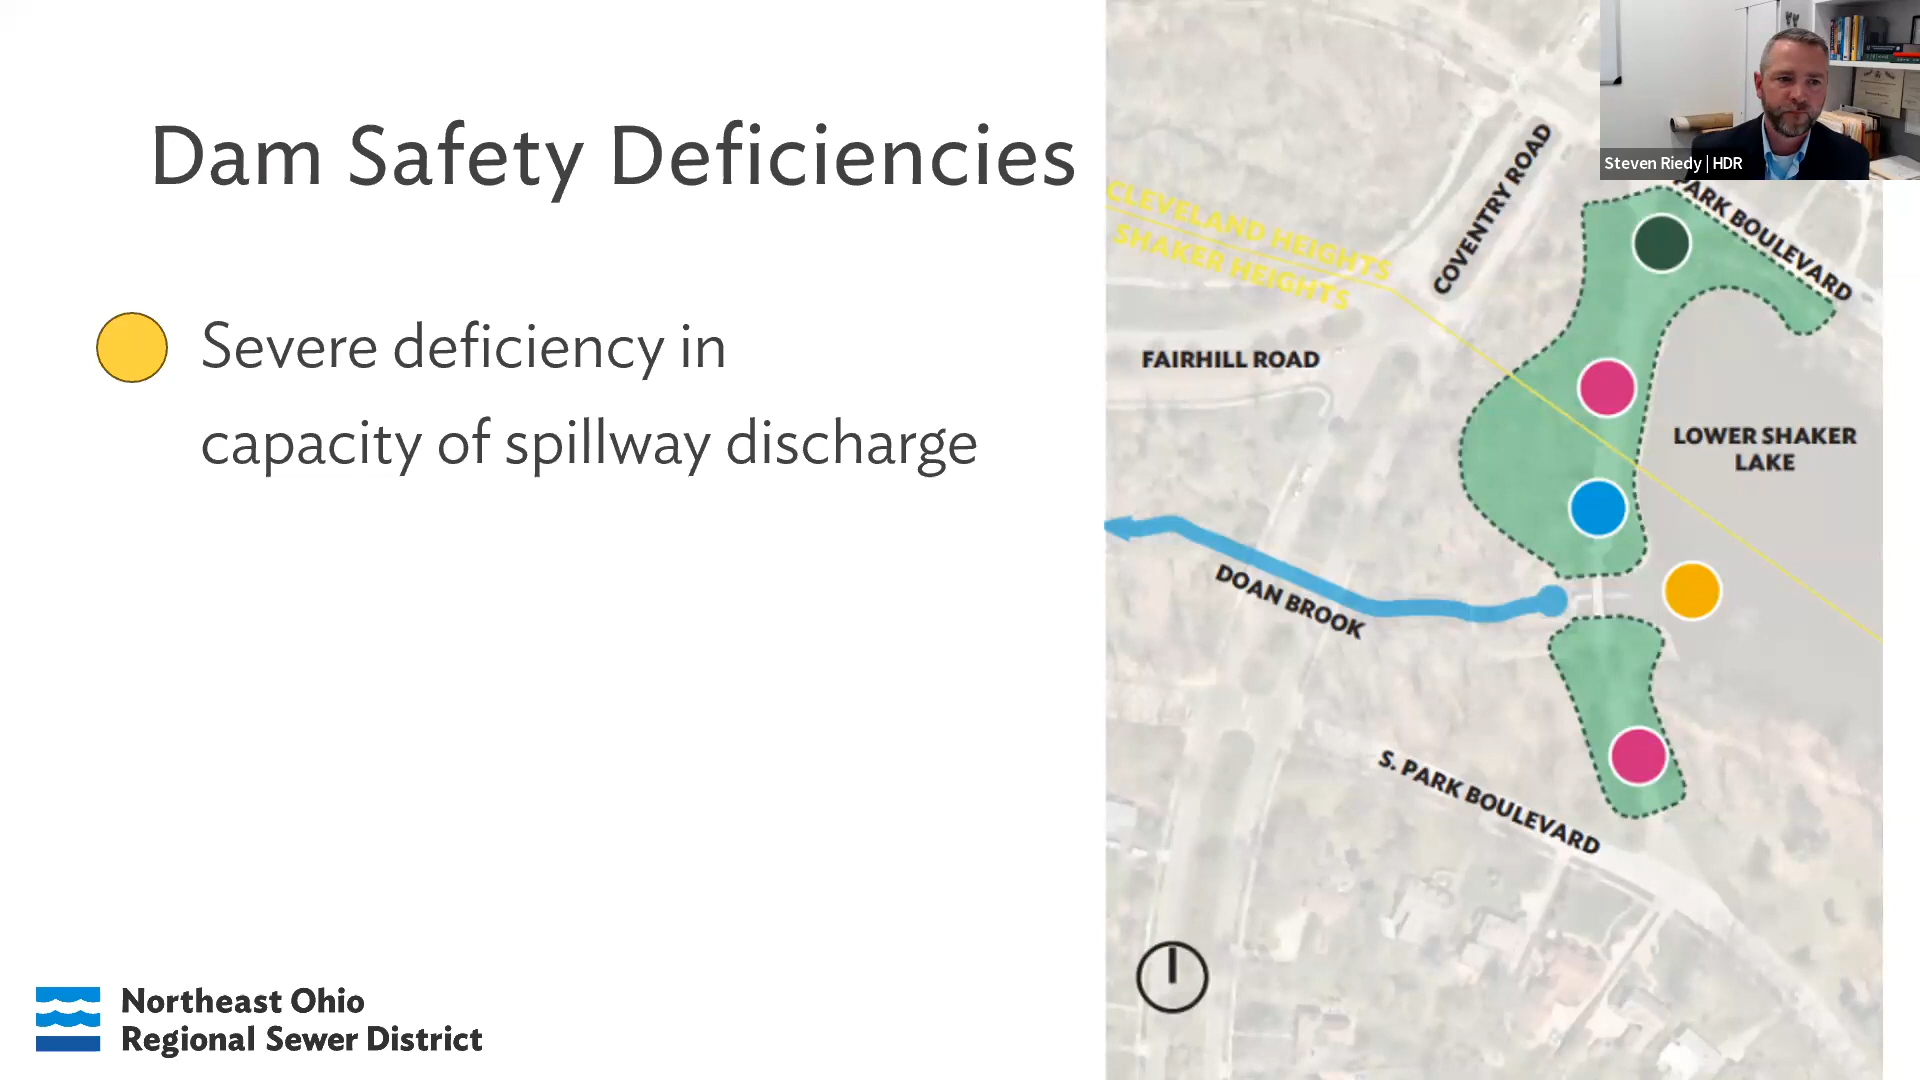 Dam Safety Deficiencies
Severe deficiency in
capacity of spillway discharge
Northeast Ohio
Regional Sewer District
CLEVELAND HEIGHTS
SHAKER HEIGHTS
COVENTRY ROAD
PARK BOULEVARD
FAIRHILL ROAD
LOWER SHAKER
LAKE
DOAN BROOK
S. PARK BOULEVARD
Steven Riedy | HDR